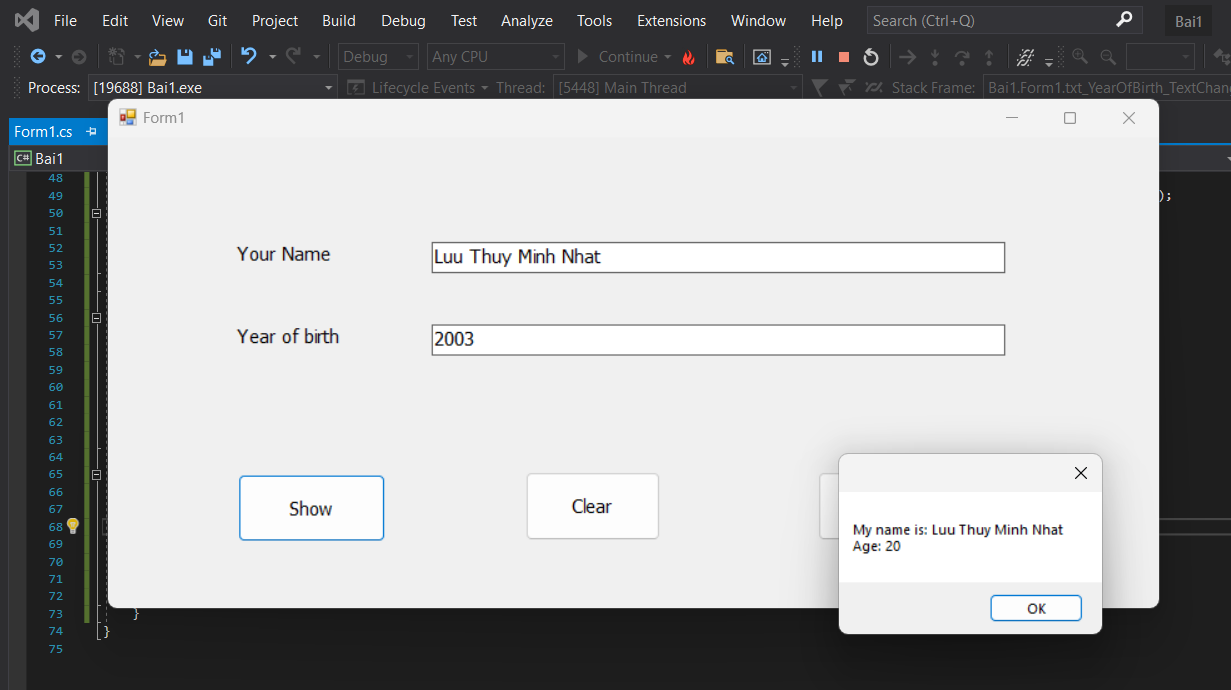 File Edit View Git Project Build Debug Test Analyze Tools Extensions Window Help Search (Ctrl+Q) Bai1
Debug Any CPU Continue
Process: [19688] Bai1.exe Lifecycle Events Thread: [5448] Main Thread Stack Frame: Bai1.Form1.txt_YearOfBirth_TextChan
Form1
Form1.cs
C# Bai1
48
49 );
50
51
52
53
54
55
56
57
58
59
60
61
62
63
64
65
66
67
68
69
70
71
72
73 }
74 }
75
Your Name Luu Thuy Minh Nhat
Year of birth 2003
Show Clear
My name is: Luu Thuy Minh Nhat
Age: 20
OK